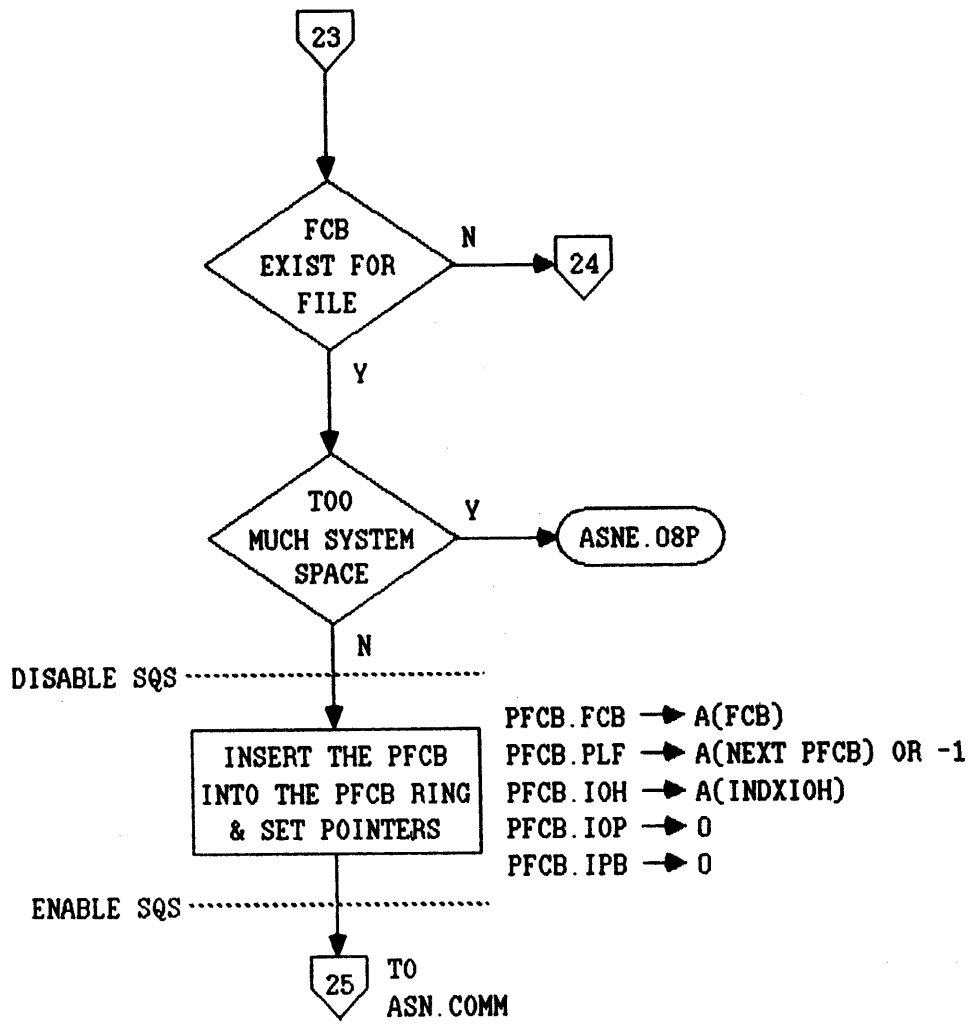 23
FCB
EXIST FOR
FILE
N
24
Y
TOO
MUCH SYSTEM
SPACE
Y
ASNE.08P
N
DISABLE SQS
INSERT THE PFCB
INTO THE PFCB RING
& SET POINTERS
PFCB.FCB → A(FCB)
PFCB.PLF → A(NEXT PFCB) OR -1
PFCB.IOH → A(INDXIOH)
PFCB.IOP → 0
PFCB.IPB → 0
ENABLE SQS
25
TO
ASN.COMM